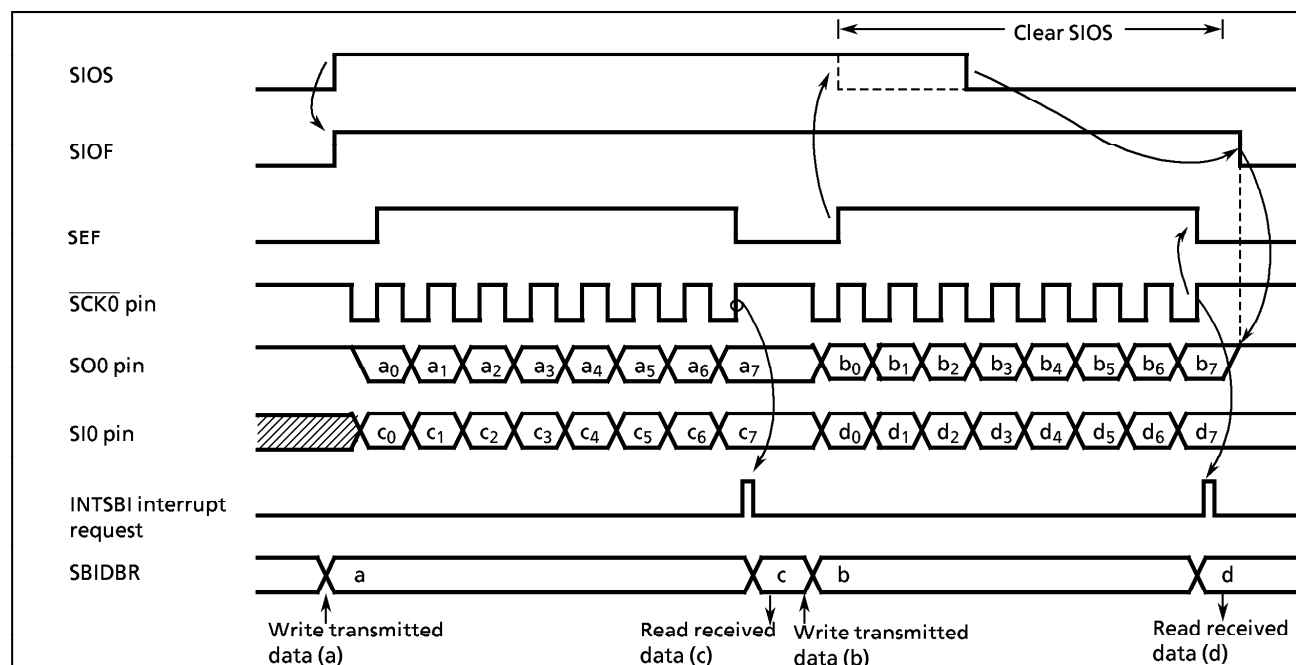 Clear SIOS
SIOS
SIOF
SEF
SCK0 pin
SO0 pin
a0 a1 a2 a3 a4 a5 a6 a7 b0 b1 b2 b3 b4 b5 b6 b7
SI0 pin
c0 c1 c2 c3 c4 c5 c6 c7 d0 d1 d2 d3 d4 d5 d6 d7
INTSBI interrupt
request
SBIDBR
a c b d
Write transmitted
data (a)
Read received
data (c)
Write transmitted
data (b)
Read received
data (d)